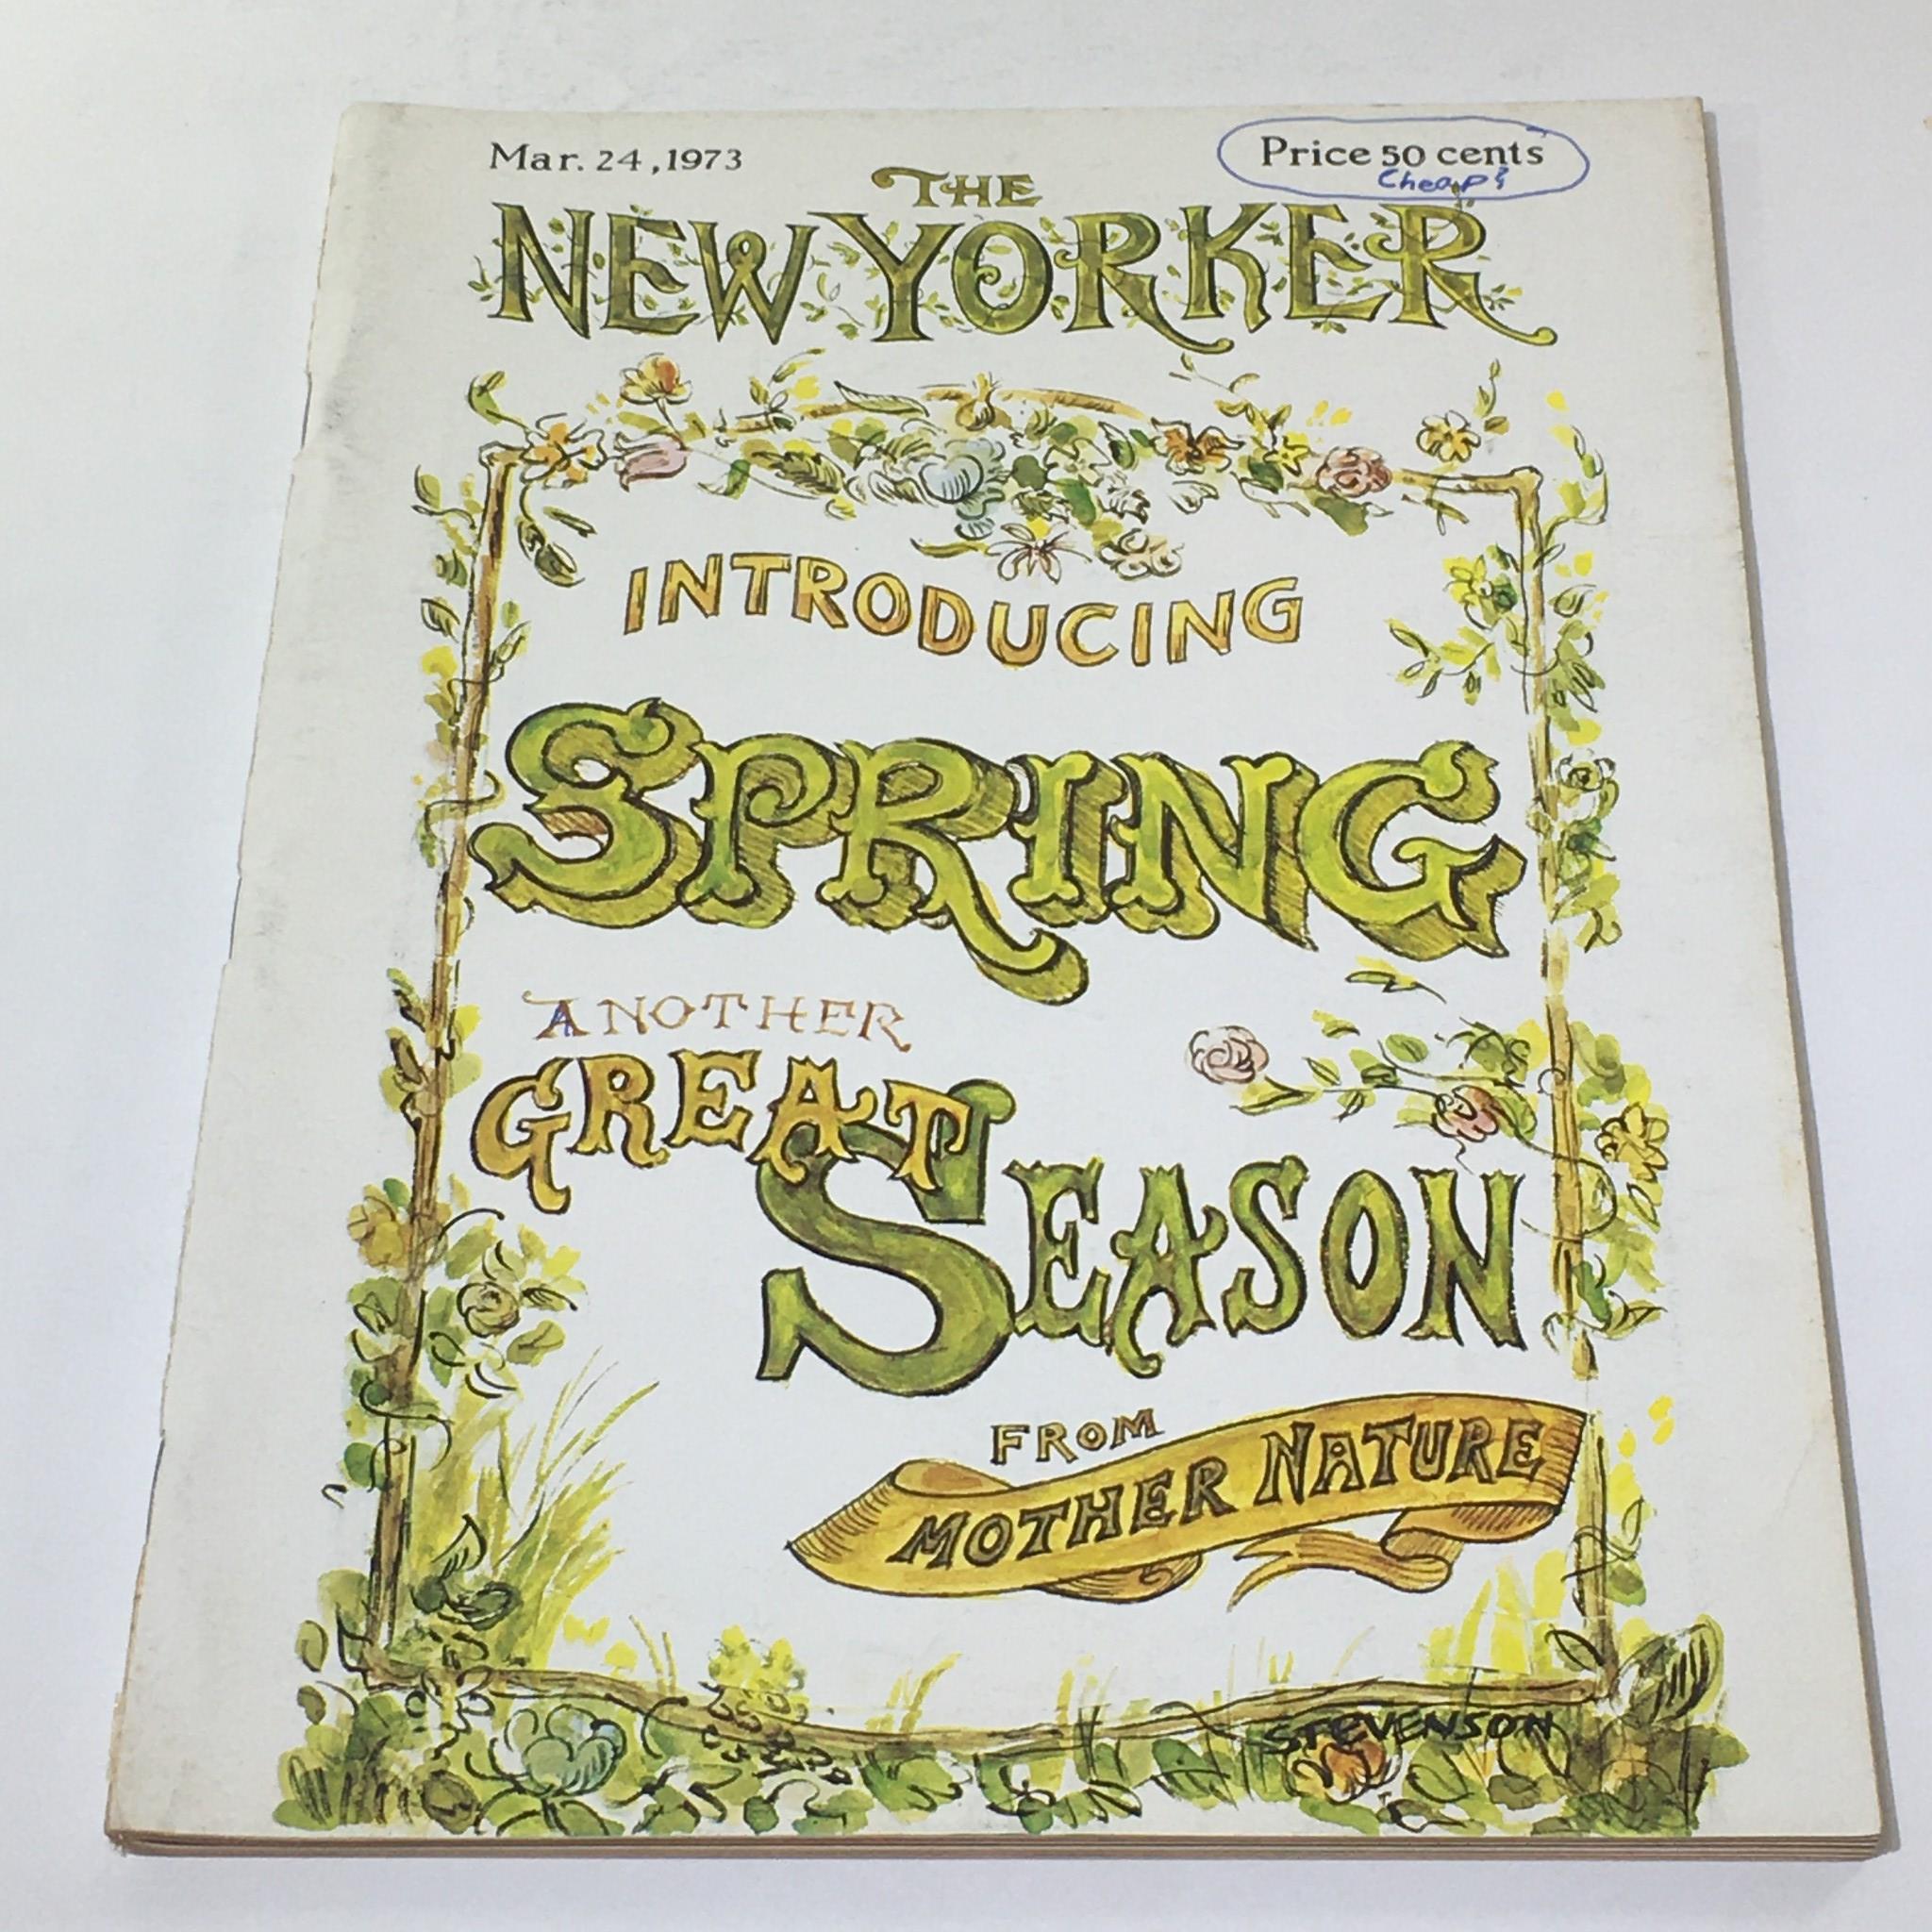 Mar. 24, 1973
Price 50 cents
Cheap?
THE
NEW YORKER
INTRODUCING
SPRING
ANOTHER
GREAT
SEASON
FROM
MOTHER NATURE
STEVENSON